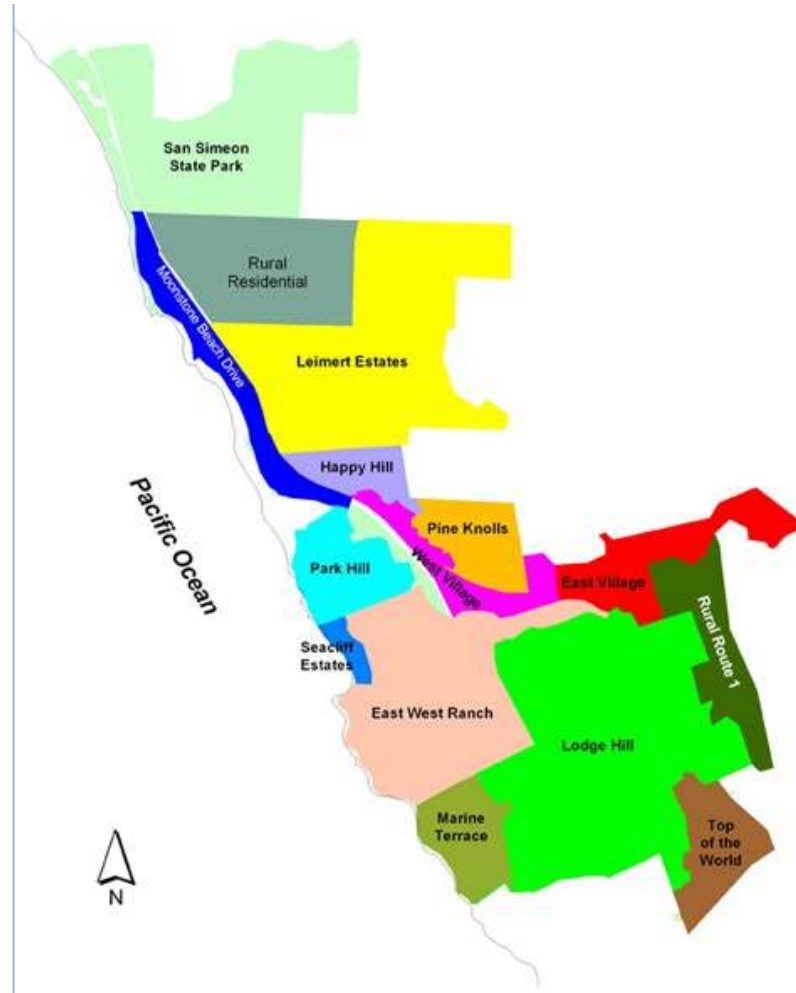 San Simeon
State Park
Rural
Residential
Moonstone Beach Drive
Leimert Estates
Happy Hill
Pacific Ocean
Pine Knolls
West Village
Park Hill
East Village
Rural Route 1
Seacliff
Estates
East West Ranch
Lodge Hill
Marine
Terrace
Top
of the
World
N